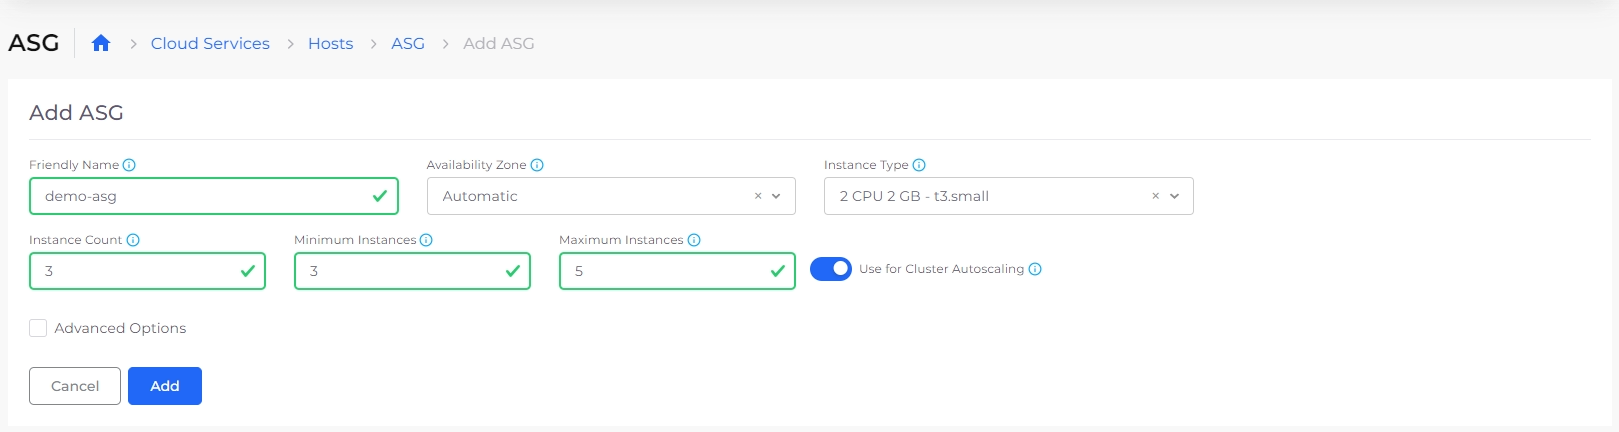 ASG Cloud Services Hosts ASG Add ASG
Add ASG
Friendly Name Availability Zone Instance Type
demo-asg Automatic 2 CPU 2 GB - t3.small
Instance Count Minimum Instances Maximum Instances
3 3 5 Use for Cluster Autoscaling
Advanced Options
Cancel Add